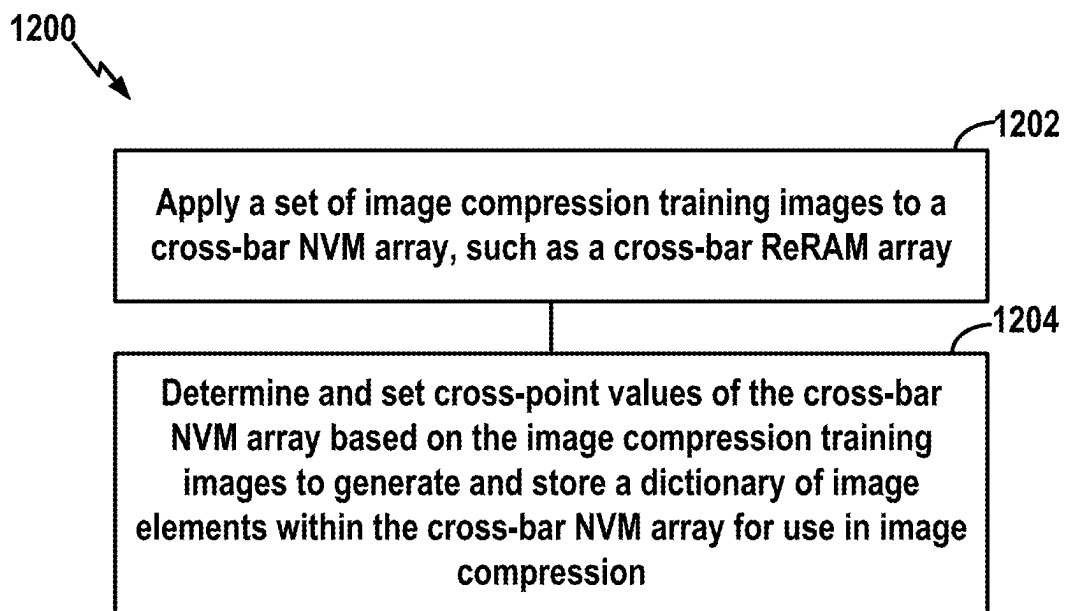 1200
1202
Apply a set of image compression training images to a
cross-bar NVM array, such as a cross-bar ReRAM array
1204
Determine and set cross-point values of the cross-bar
NVM array based on the image compression training
images to generate and store a dictionary of image
elements within the cross-bar NVM array for use in image
compression